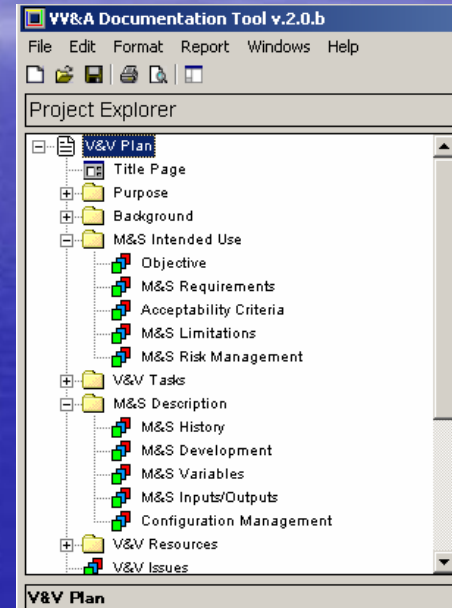 VV&A Documentation Tool v.2.0.b
File Edit Format Report Windows Help
Project Explorer
V&V Plan
Title Page
Purpose
Background
M&S Intended Use
Objective
M&S Requirements
Acceptability Criteria
M&S Limitations
M&S Risk Management
V&V Tasks
M&S Description
M&S History
M&S Development
M&S Variables
M&S Inputs/Outputs
Configuration Management
V&V Resources
V&V Issues
V&V Plan